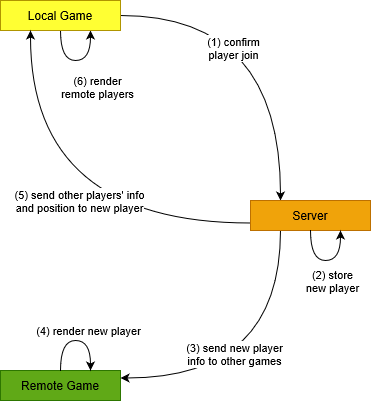 Local Game
(1) confirm
player join
(6) render
remote players
(5) send other players' info
and position to new player
Server
(2) store
new player
(4) render new player
(3) send new player
info to other games
Remote Game